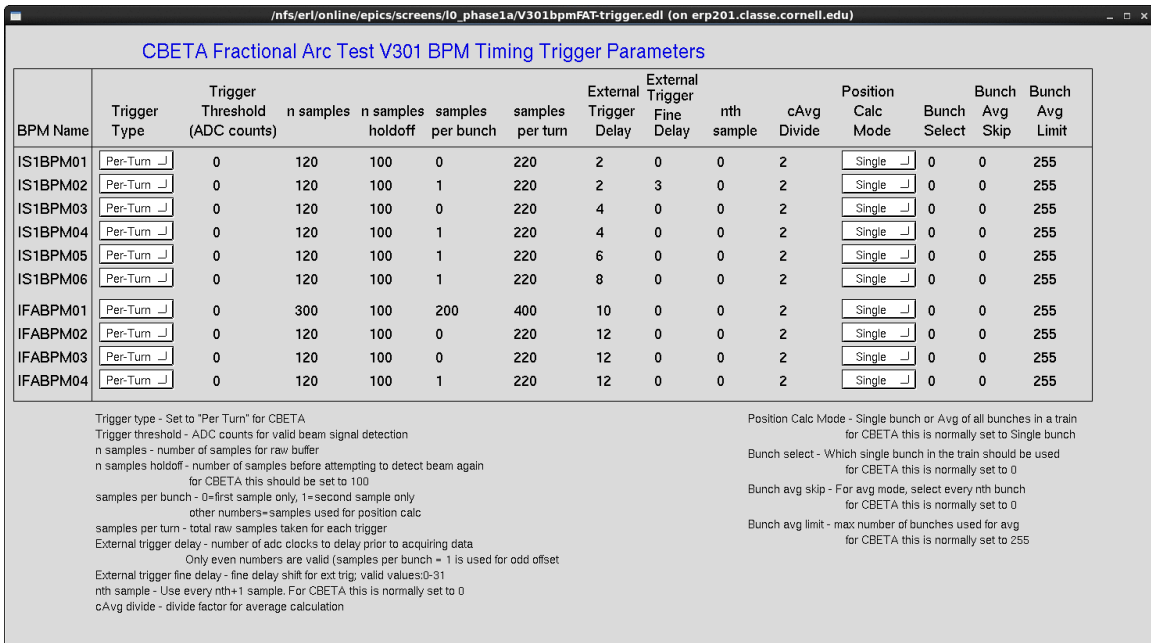 /nfs/erl/online/epics/screens/l0_phase1a/V301bpmFAT-trigger.edl (on erp201.classe.cornell.edu)
CBETA Fractional Arc Test V301 BPM Timing Trigger Parameters
BPM Name Trigger Type Trigger Threshold (ADC counts) n samples n samples holdoff samples per bunch samples per turn External Trigger Delay External Trigger Fine Delay nth sample cAvg Divide Position Calc Mode Bunch Select Bunch Avg Skip Bunch Avg Limit
IS1BPM01 Per-Turn 0 120 100 0 220 2 0 0 2 Single 0 0 255
IS1BPM02 Per-Turn 0 120 100 1 220 2 3 0 2 Single 0 0 255
IS1BPM03 Per-Turn 0 120 100 0 220 4 0 0 2 Single 0 0 255
IS1BPM04 Per-Turn 0 120 100 1 220 4 0 0 2 Single 0 0 255
IS1BPM05 Per-Turn 0 120 100 1 220 6 0 0 2 Single 0 0 255
IS1BPM06 Per-Turn 0 120 100 1 220 8 0 0 2 Single 0 0 255
IFABPM01 Per-Turn 0 300 100 200 400 10 0 0 2 Single 0 0 255
IFABPM02 Per-Turn 0 120 100 0 220 12 0 0 2 Single 0 0 255
IFABPM03 Per-Turn 0 120 100 0 220 12 0 0 2 Single 0 0 255
IFABPM04 Per-Turn 0 120 100 1 220 12 0 0 2 Single 0 0 255
Trigger type - Set to "Per Turn" for CBETA
Trigger threshold - ADC counts for valid beam signal detection
n samples - number of samples for raw buffer
n samples holdoff - number of samples before attempting to detect beam again
for CBETA this should be set to 100
samples per bunch - 0=first sample only, 1=second sample only
other numbers=samples used for position calc
samples per turn - total raw samples taken for each trigger
External trigger delay - number of adc clocks to delay prior to acquiring data
Only even numbers are valid (samples per bunch = 1 is used for odd offset
External trigger fine delay - fine delay shift for ext trig; valid values:0-31
nth sample - Use every nth+1 sample. For CBETA this is normally set to 0
cAvg divide - divide factor for average calculation
Position Calc Mode - Single bunch or Avg of all bunches in a train
for CBETA this is normally set to Single bunch
Bunch select - Which single bunch in the train should be used
for CBETA this is normally set to 0
Bunch avg skip - For avg mode, select every nth bunch
for CBETA this is normally set to 0
Bunch avg limit - max number of bunches used for avg
for CBETA this is normally set to 255